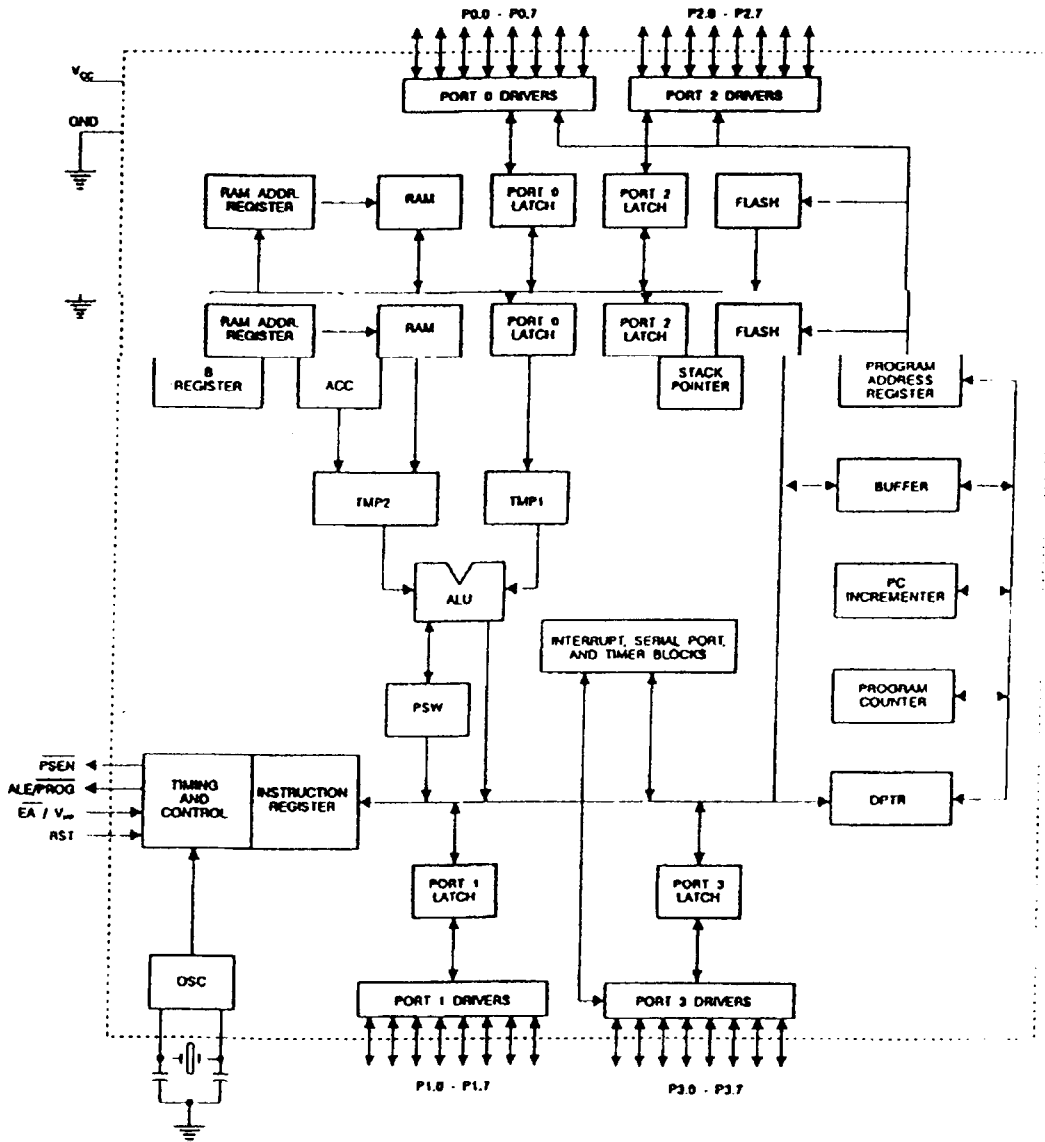 P0.0 - P0.7
P2.0 - P2.7
VCC
PORT 0 DRIVERS
PORT 2 DRIVERS
GND
RAM ADDR.
REGISTER
RAM
PORT 0
LATCH
PORT 2
LATCH
FLASH
RAM ADDR.
REGISTER
RAM
PORT 0
LATCH
PORT 2
LATCH
FLASH
B
REGISTER
ACC
STACK
POINTER
PROGRAM
ADDRESS
REGISTER
TMP2
TMP1
BUFFER
ALU
PC
INCREMENTER
INTERRUPT, SERIAL PORT,
AND TIMER BLOCKS
PSW
PROGRAM
COUNTER
PSEN
ALE/PROG
EA / VPP
RST
TIMING
AND
CONTROL
INSTRUCTION
REGISTER
DPTR
PORT 1
LATCH
PORT 3
LATCH
OSC
PORT 1 DRIVERS
PORT 3 DRIVERS
P1.0 - P1.7
P3.0 - P3.7